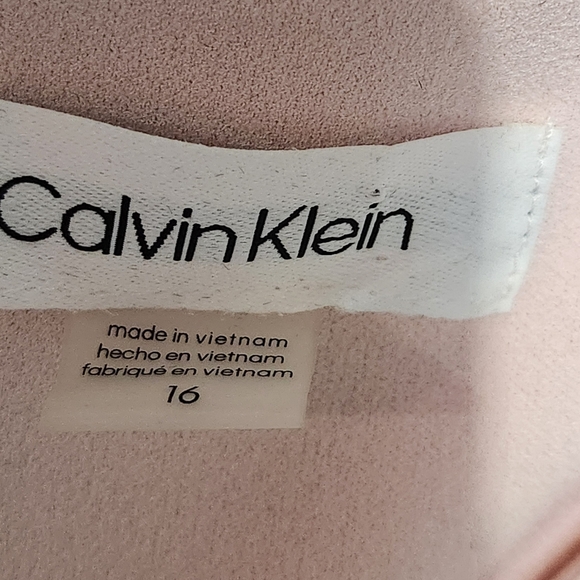 Calvin Klein
made in vietnam
hecho en vietnam
fabriqué en vietnam
16